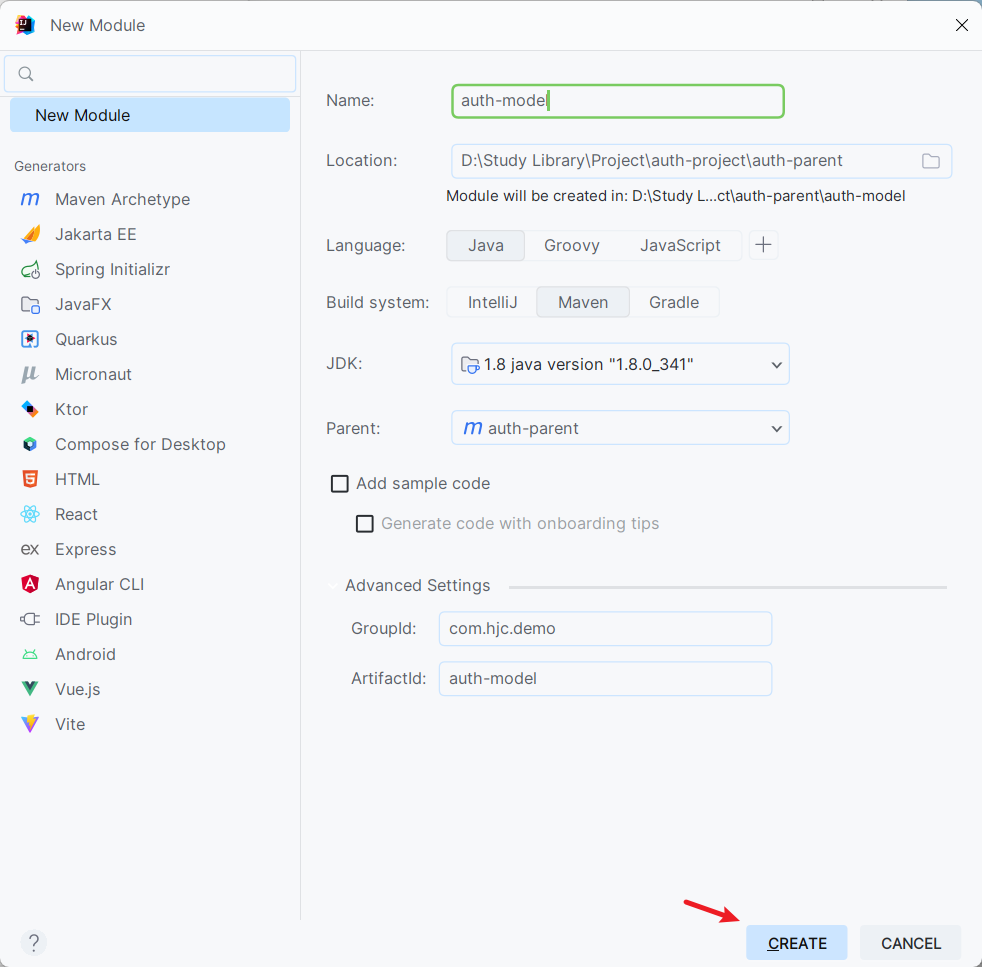 New Module
New Module
Generators
Maven Archetype
Jakarta EE
Spring Initializr
JavaFX
Quarkus
Micronaut
Ktor
Compose for Desktop
HTML
React
Express
Angular CLI
IDE Plugin
Android
Vue.js
Vite
Name: auth-model
Location: D:\Study Library\Project\auth-project\auth-parent
Module will be created in: D:\Study L...ct\auth-parent\auth-model
Language: Java Groovy JavaScript
Build system: IntelliJ Maven Gradle
JDK: 1.8 java version "1.8.0_341"
Parent: auth-parent
Add sample code
Generate code with onboarding tips
Advanced Settings
GroupId: com.hjc.demo
ArtifactId: auth-model
? CREATE CANCEL